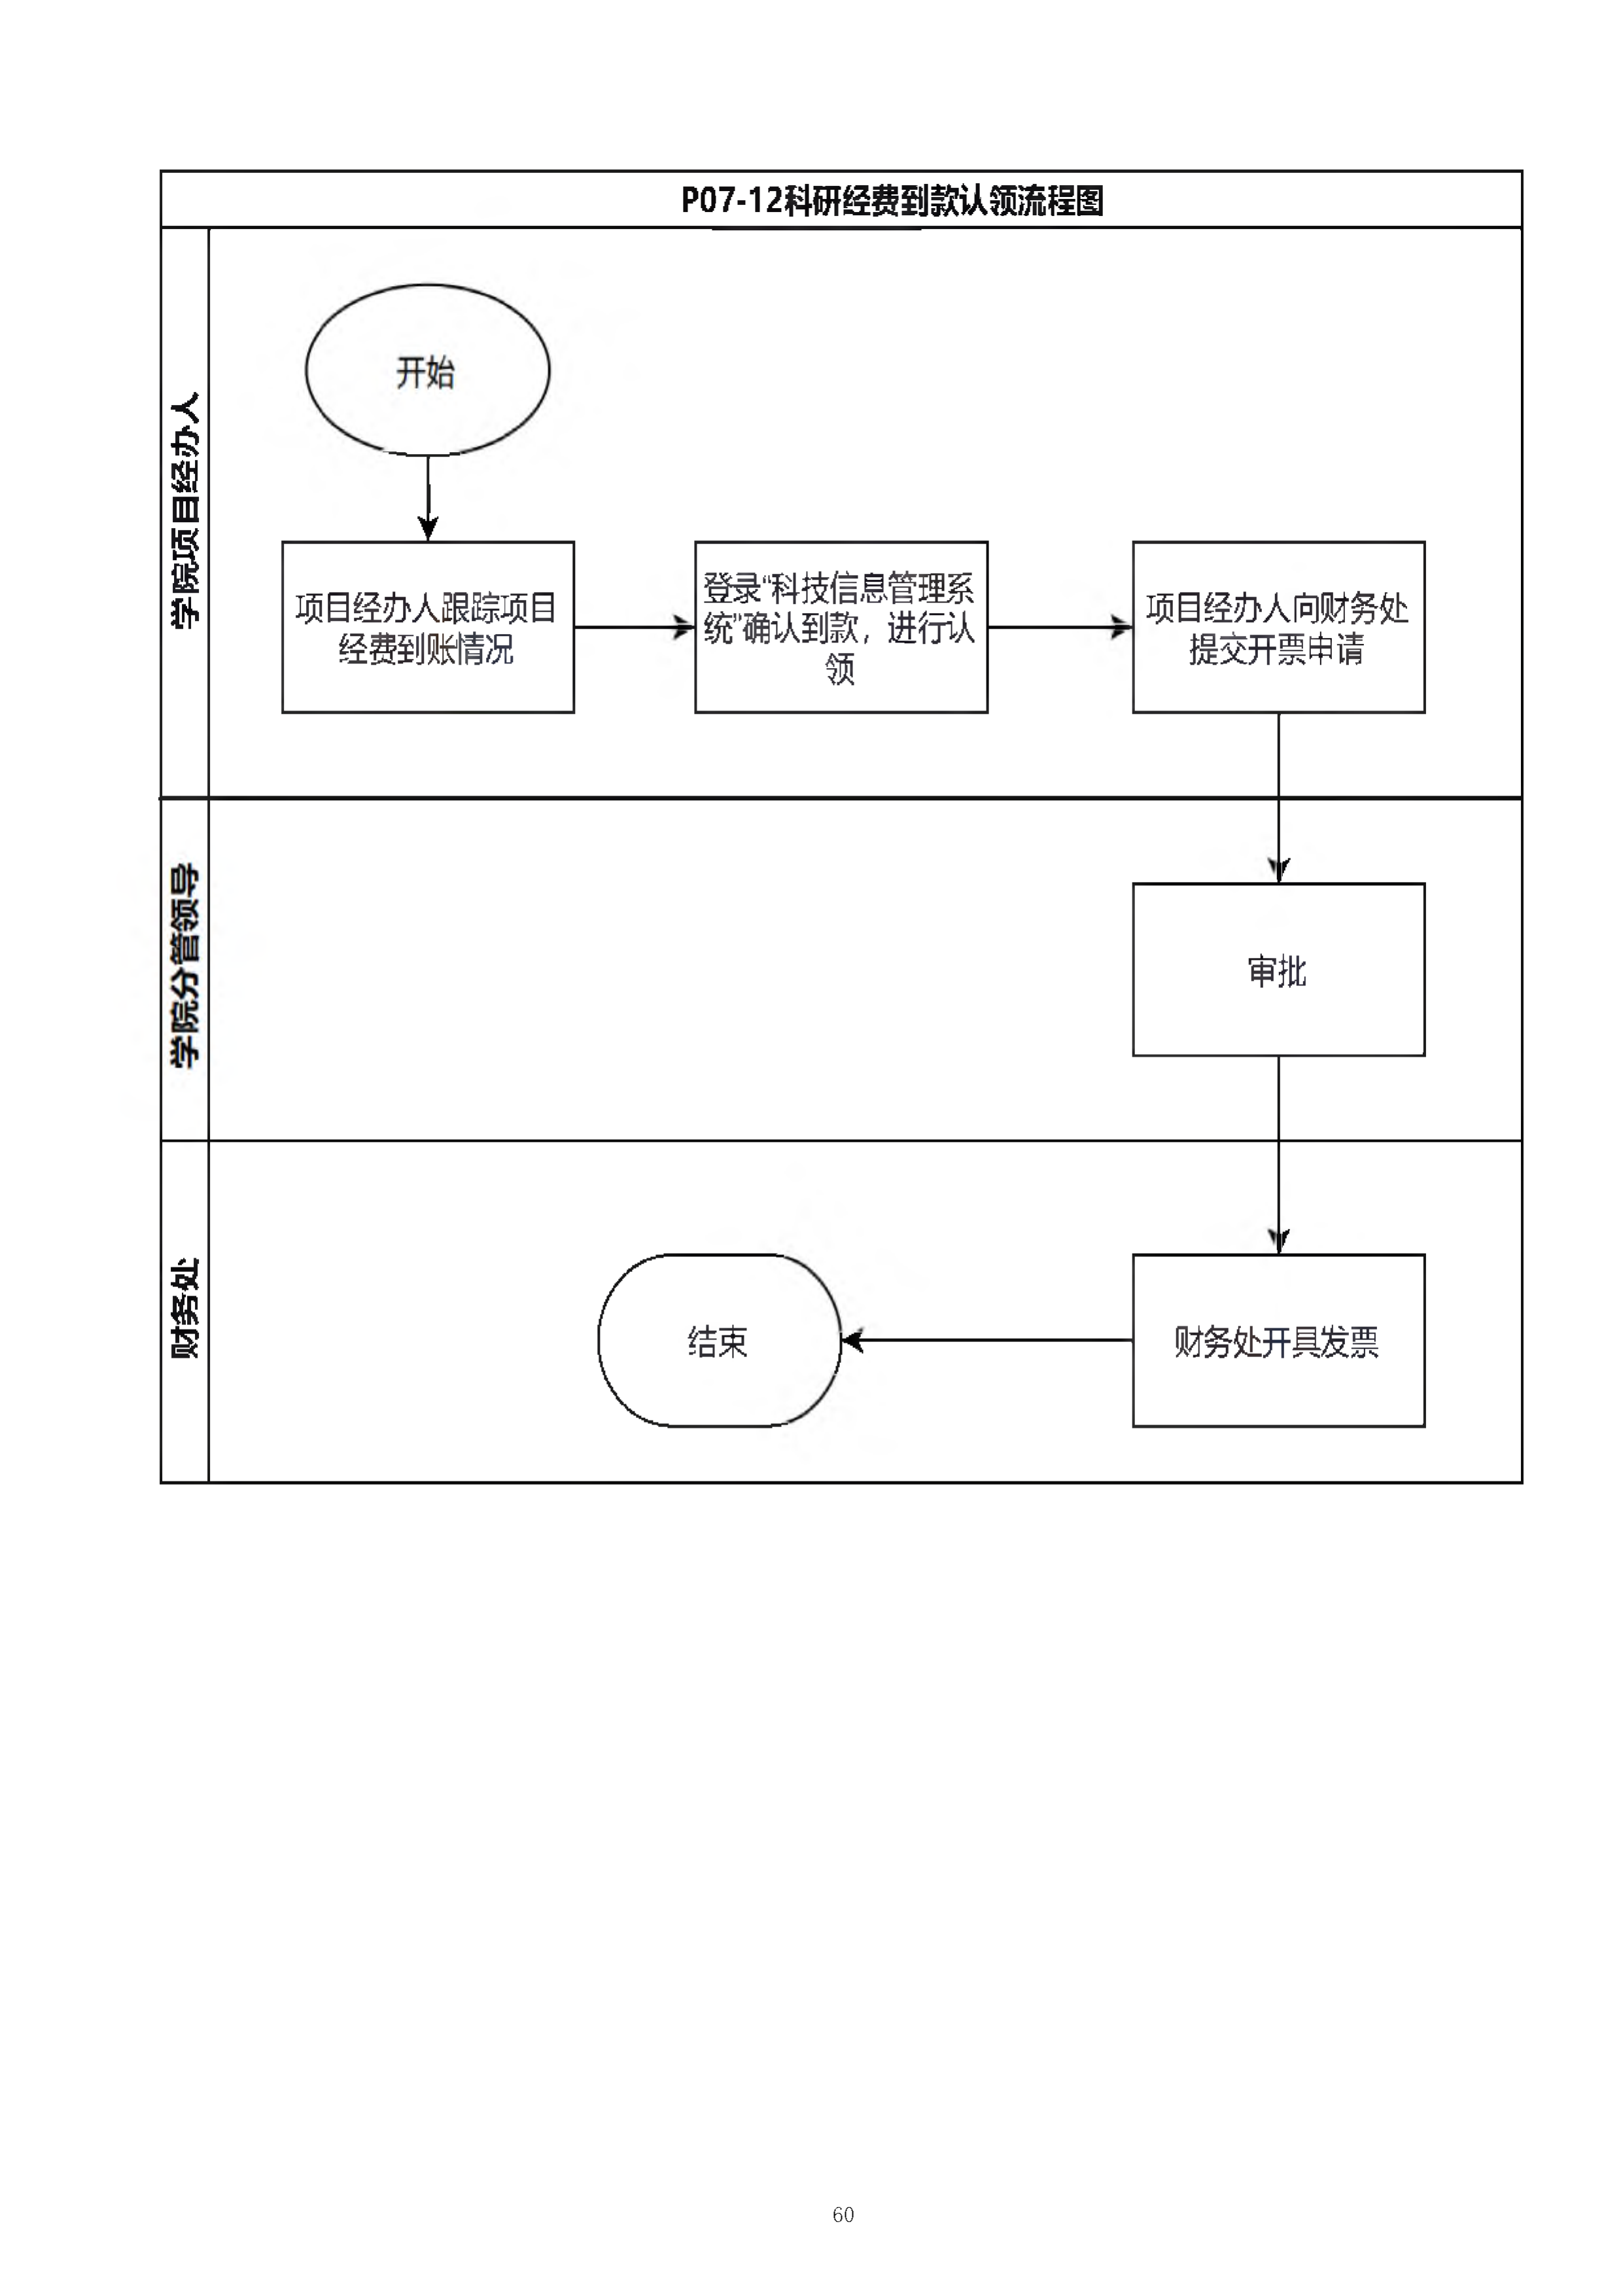 P07-12科研经费到款认领流程图
学院项目经办人
开始
项目经办人跟踪项目
经费到账情况
登录“科技信息管理系
统”确认到款，进行认
领
项目经办人向财务处
提交开票申请
学院分管领导
审批
财务处
结束
财务处开具发票
60